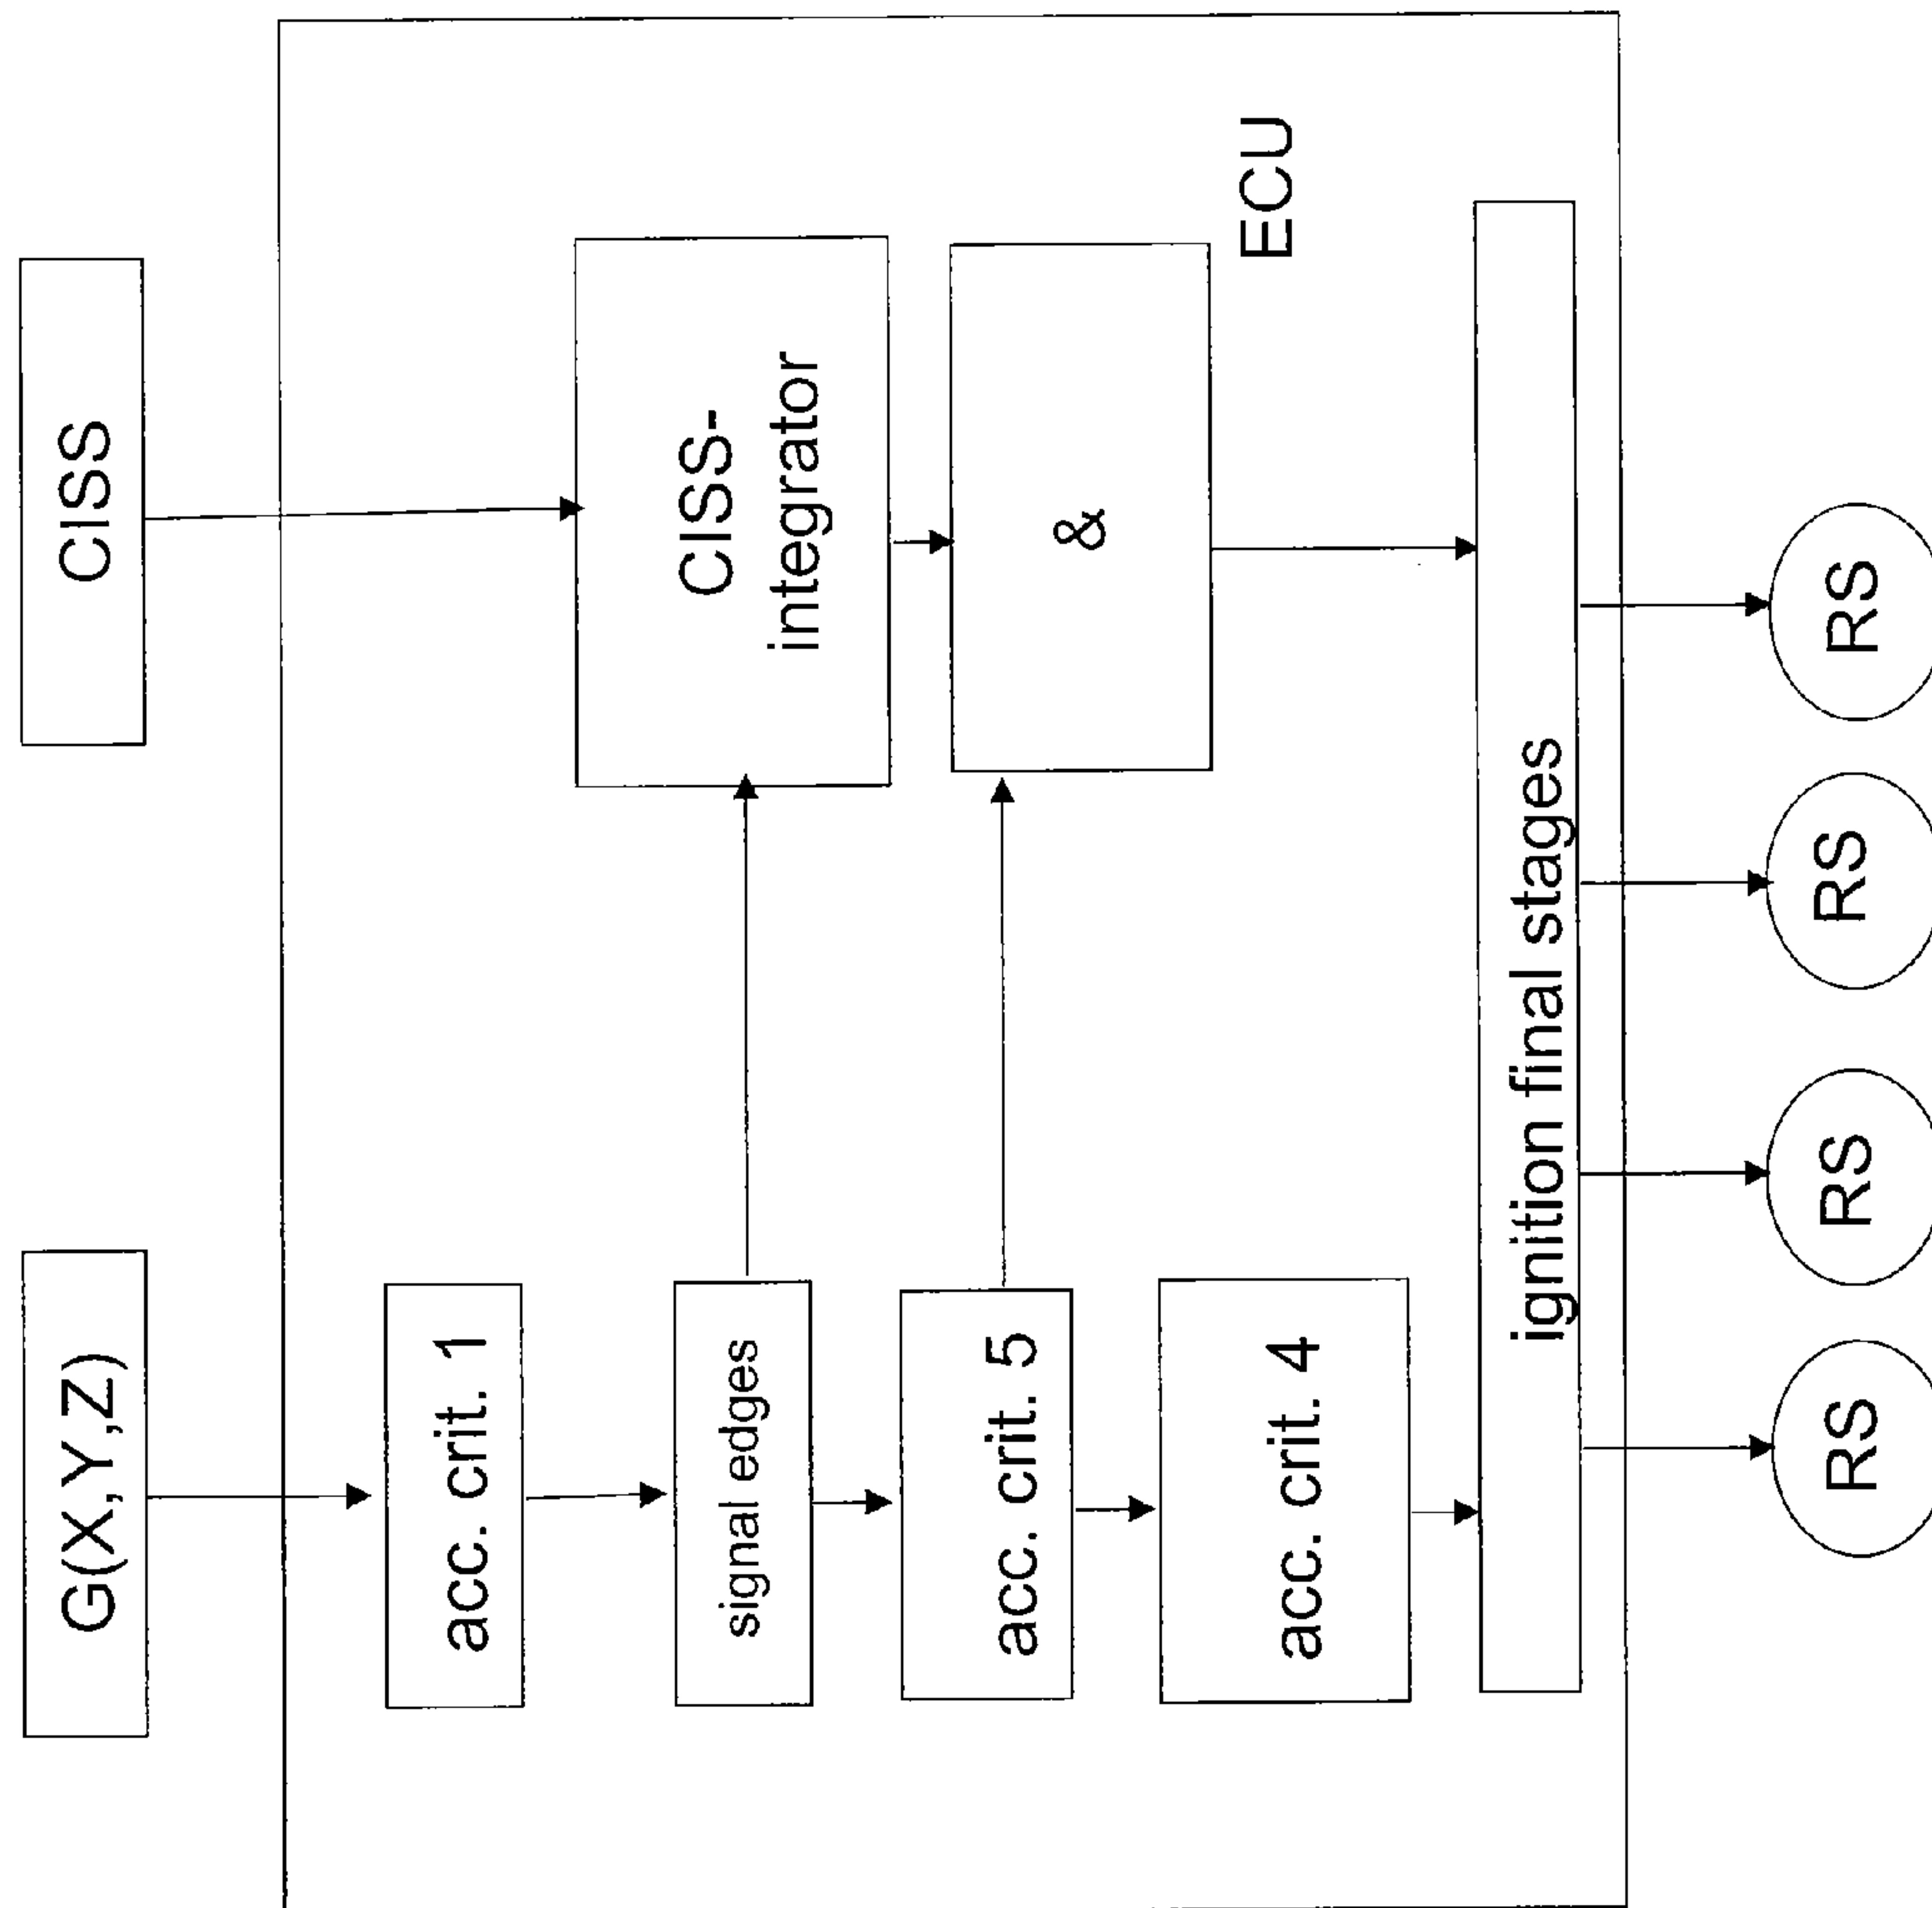 G(X,Y,Z)
CISS
acc. crit. 1
signal edges
CISS-
integrator
acc. crit. 5
&
acc. crit. 4
ECU
ignition final stages
RS
RS
RS
RS